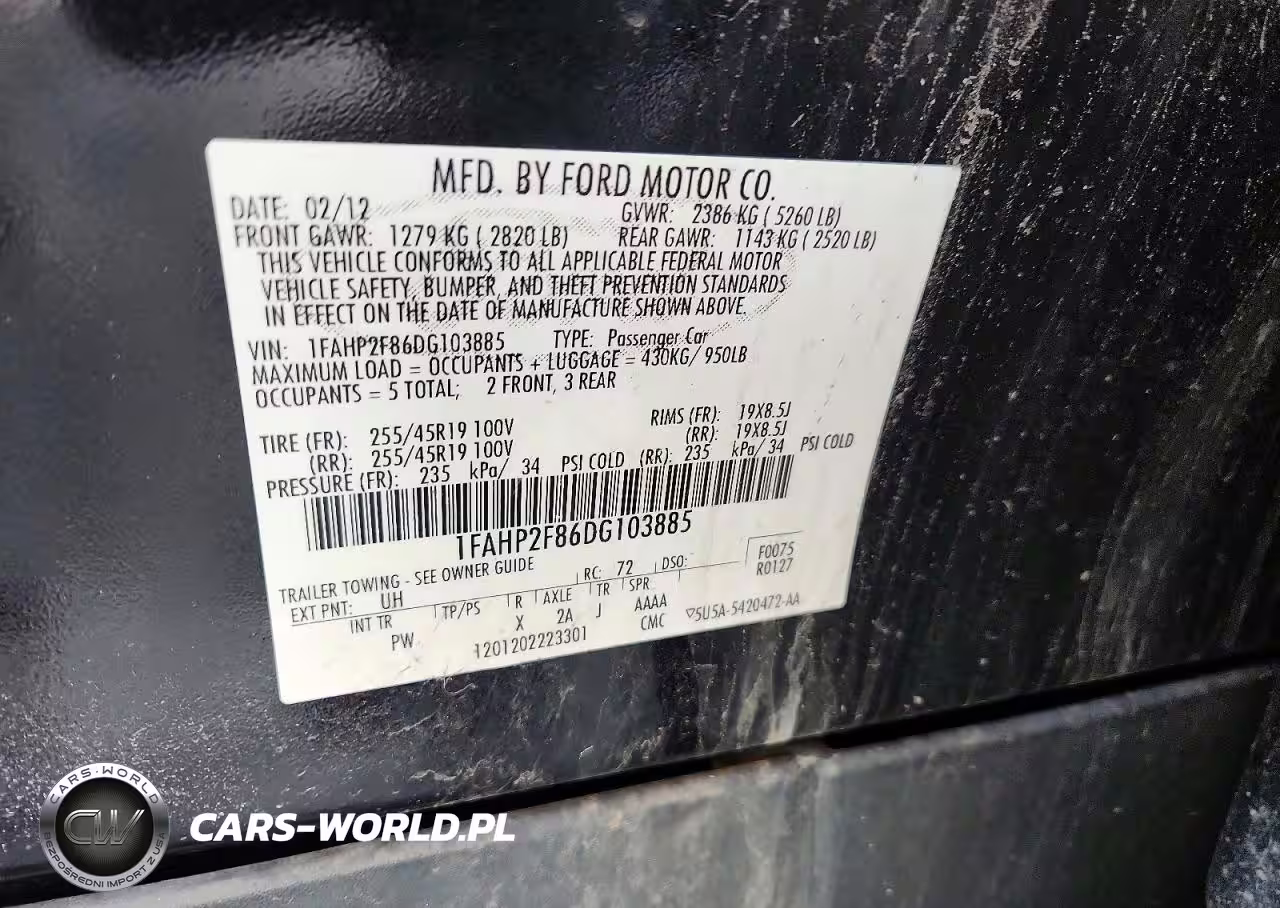 MFD. BY FORD MOTOR CO.
DATE: 02/12 GVWR: 2386 KG ( 5260 LB)
FRONT GAWR: 1279 KG ( 2820 LB) REAR GAWR: 1143 KG ( 2520 LB)
THIS VEHICLE CONFORMS TO ALL APPLICABLE FEDERAL MOTOR
VEHICLE SAFETY, BUMPER, AND THEFT PREVENTION STANDARDS
IN EFFECT ON THE DATE OF MANUFACTURE SHOWN ABOVE.
VIN: 1FAHP2F86DG103885 TYPE: Passenger Car
MAXIMUM LOAD = OCCUPANTS + LUGGAGE = 430KG/ 950LB
OCCUPANTS = 5 TOTAL; 2 FRONT, 3 REAR
TIRE (FR): 255/45R19 100V RIMS (FR): 19X8.5J
(RR): 255/45R19 100V (RR): 19X8.5J
PRESSURE (FR): 235 kPa/ 34 PSI COLD (RR): 235 kPa/ 34 PSI COLD
1FAHP2F86DG103885
TRAILER TOWING - SEE OWNER GUIDE
F0075
R0127
EXT PNT: UH RC: 72 DSO:
INT TR TP/PS R AXLE TR SPR
PW X 2A J AAAA
CMC
1201202223301
▽5U5A-5420472-AA
CARS-WORLD
CW
BEZPOŚREDNI IMPORT Z USA
CARS-WORLD.PL